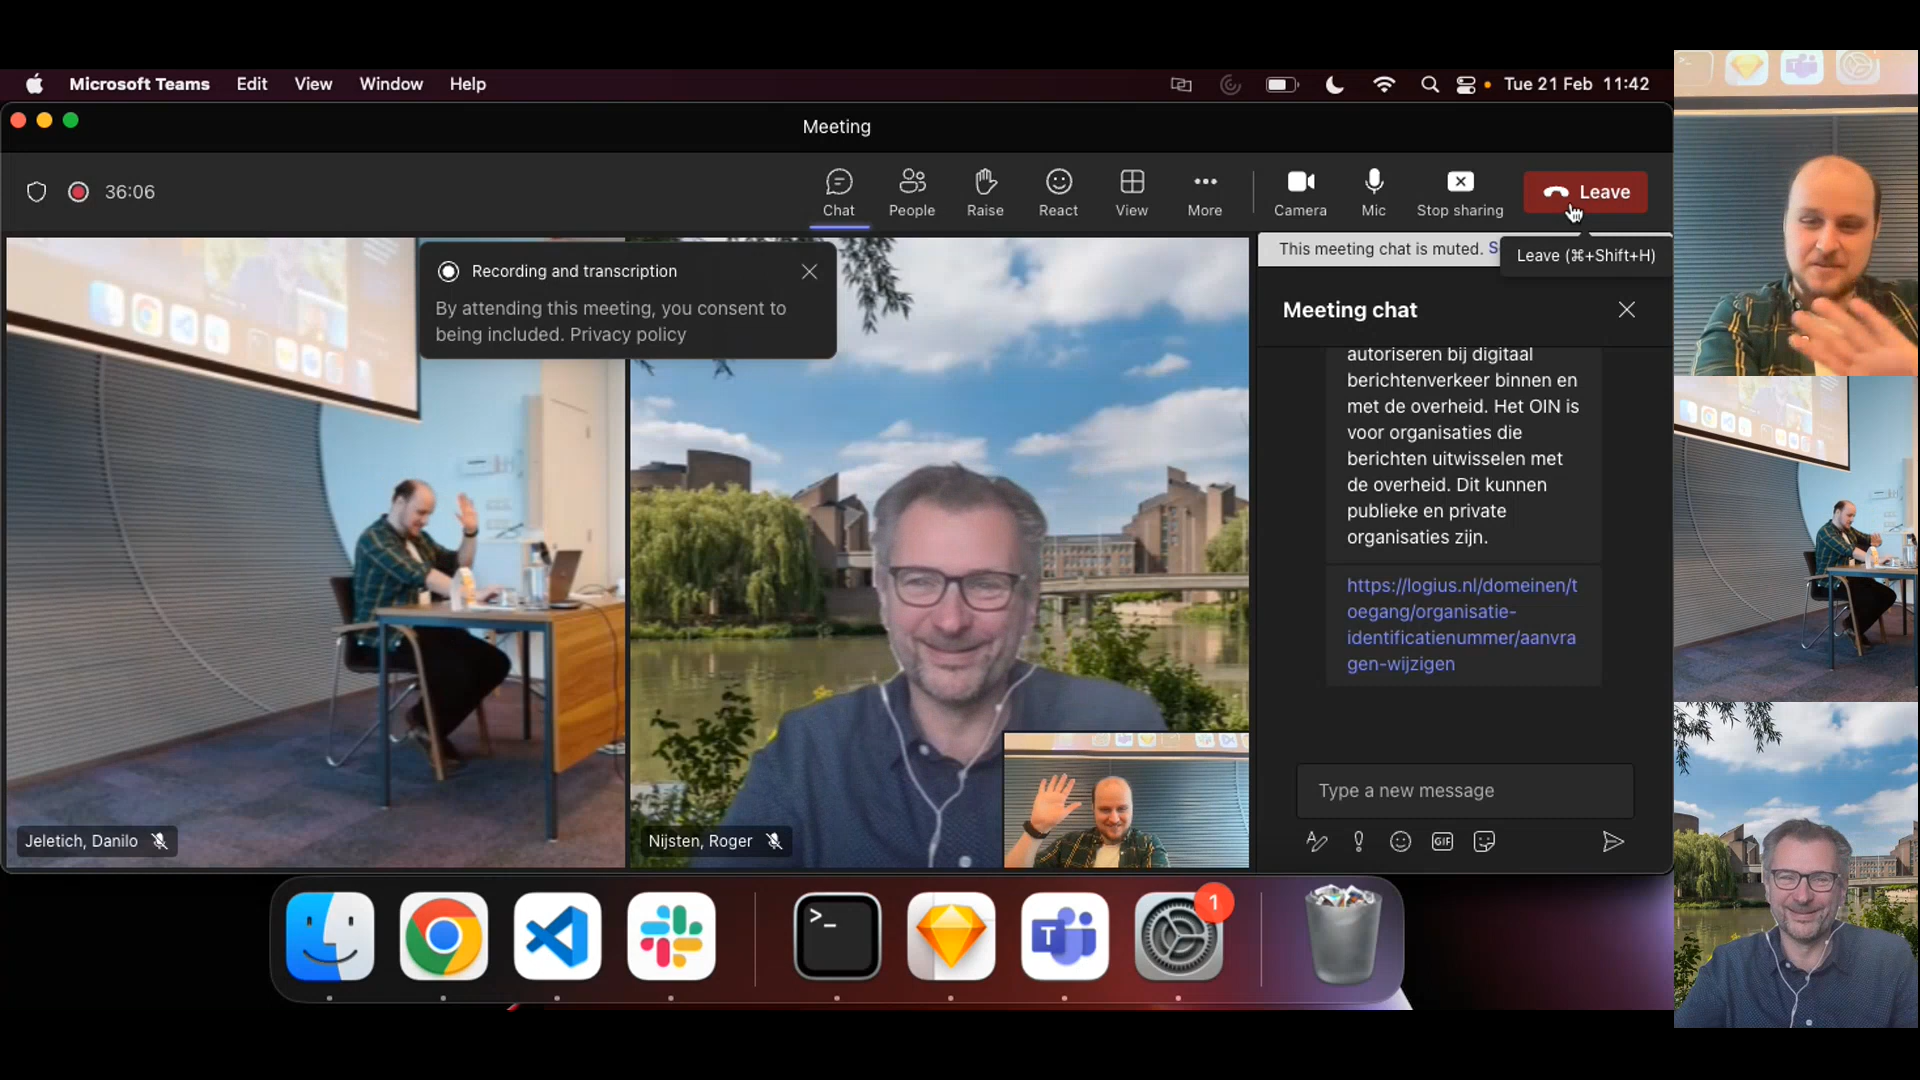 Microsoft Teams Edit View Window Help Tue 21 Feb 11:42
Meeting
36:06
Chat People Raise React View More Camera Mic Stop sharing Leave
Recording and transcription
By attending this meeting, you consent to
being included. Privacy policy
This meeting chat is muted. S
Leave (⌘+Shift+H)
Meeting chat
autoriseren bij digitaal
berichtenverkeer binnen en
met de overheid. Het OIN is
voor organisaties die
berichten uitwisselen met
de overheid. Dit kunnen
publieke en private
organisaties zijn.
https://logius.nl/domeinen/t
oegang/organisatie-
identificatienummer/aanvra
gen-wijzigen
Type a new message
GIF
Jeletich, Danilo
Nijsten, Roger
>_
T
1